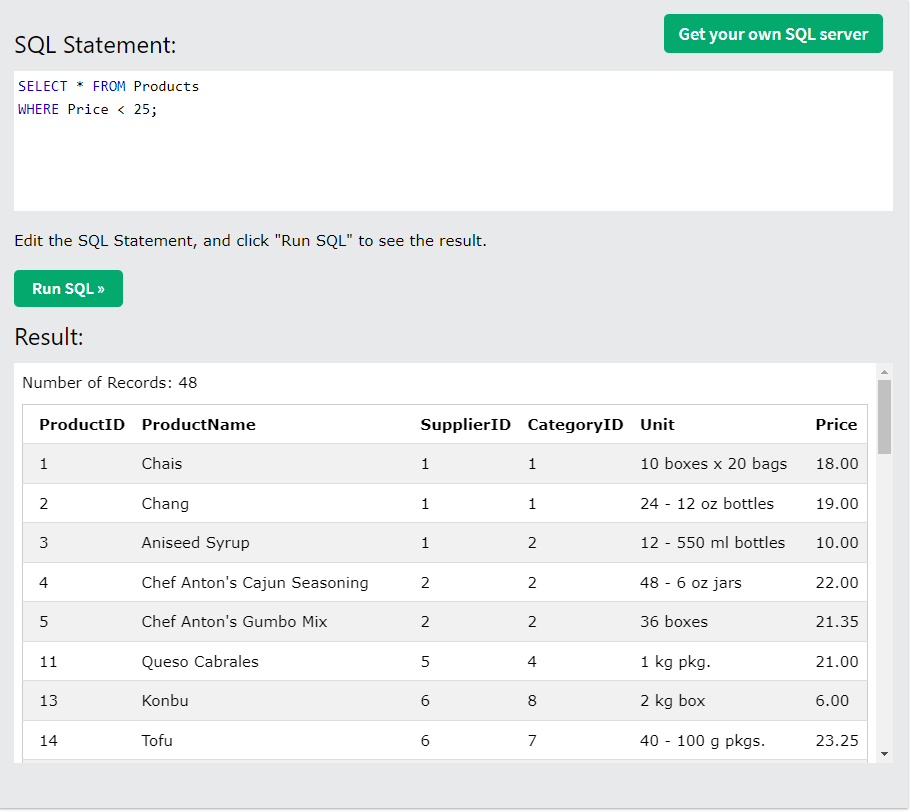 SQL Statement:
Get your own SQL server
SELECT * FROM Products
WHERE Price < 25;
Edit the SQL Statement, and click "Run SQL" to see the result.
Run SQL »
Result:
Number of Records: 48
ProductID ProductName SupplierID CategoryID Unit Price
1 Chais 1 1 10 boxes x 20 bags 18.00
2 Chang 1 1 24 - 12 oz bottles 19.00
3 Aniseed Syrup 1 2 12 - 550 ml bottles 10.00
4 Chef Anton's Cajun Seasoning 2 2 48 - 6 oz jars 22.00
5 Chef Anton's Gumbo Mix 2 2 36 boxes 21.35
11 Queso Cabrales 5 4 1 kg pkg. 21.00
13 Konbu 6 8 2 kg box 6.00
14 Tofu 6 7 40 - 100 g pkgs. 23.25